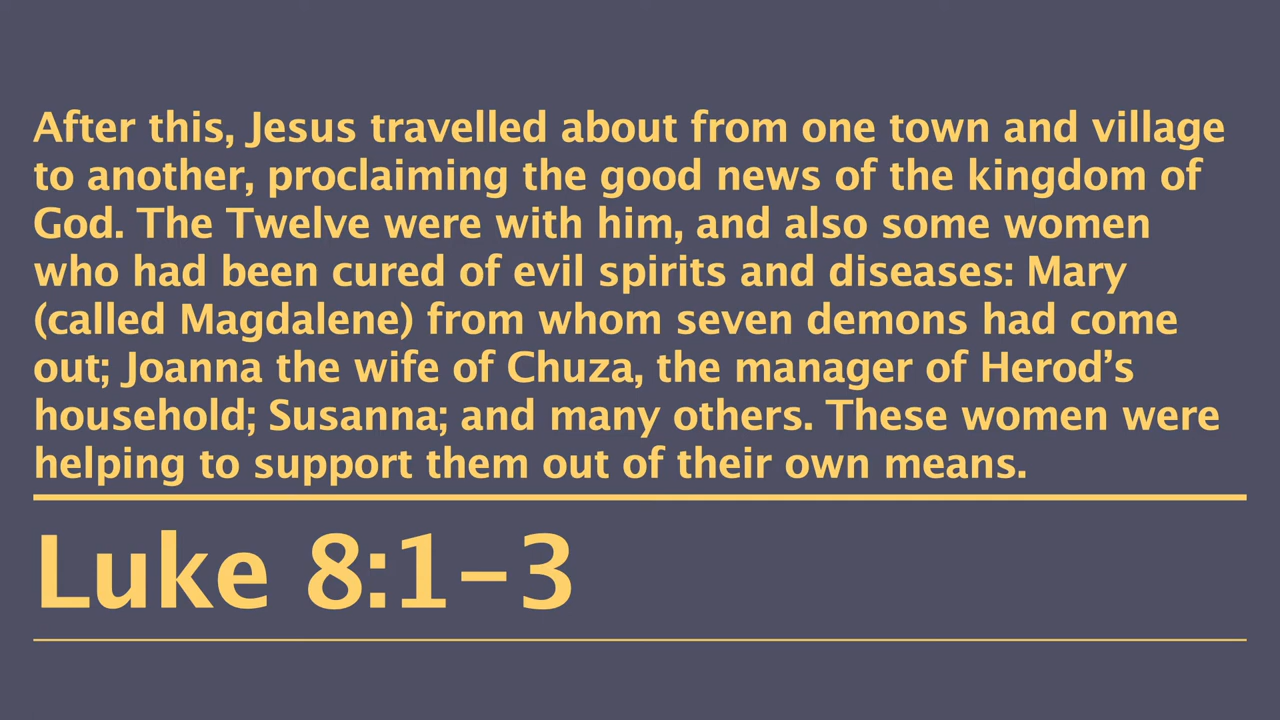 After this, Jesus travelled about from one town and village
to another, proclaiming the good news of the kingdom of
God. The Twelve were with him, and also some women
who had been cured of evil spirits and diseases: Mary
(called Magdalene) from whom seven demons had come
out; Joanna the wife of Chuza, the manager of Herod’s
household; Susanna; and many others. These women were
helping to support them out of their own means.
Luke 8:1–3